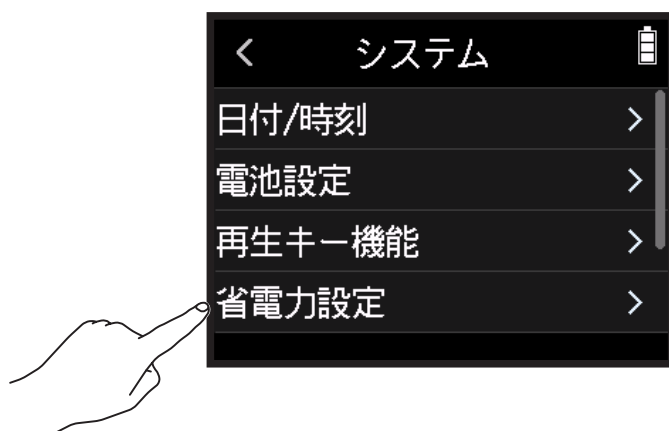 システム
日付/時刻
電池設定
再生キー機能
省電力設定